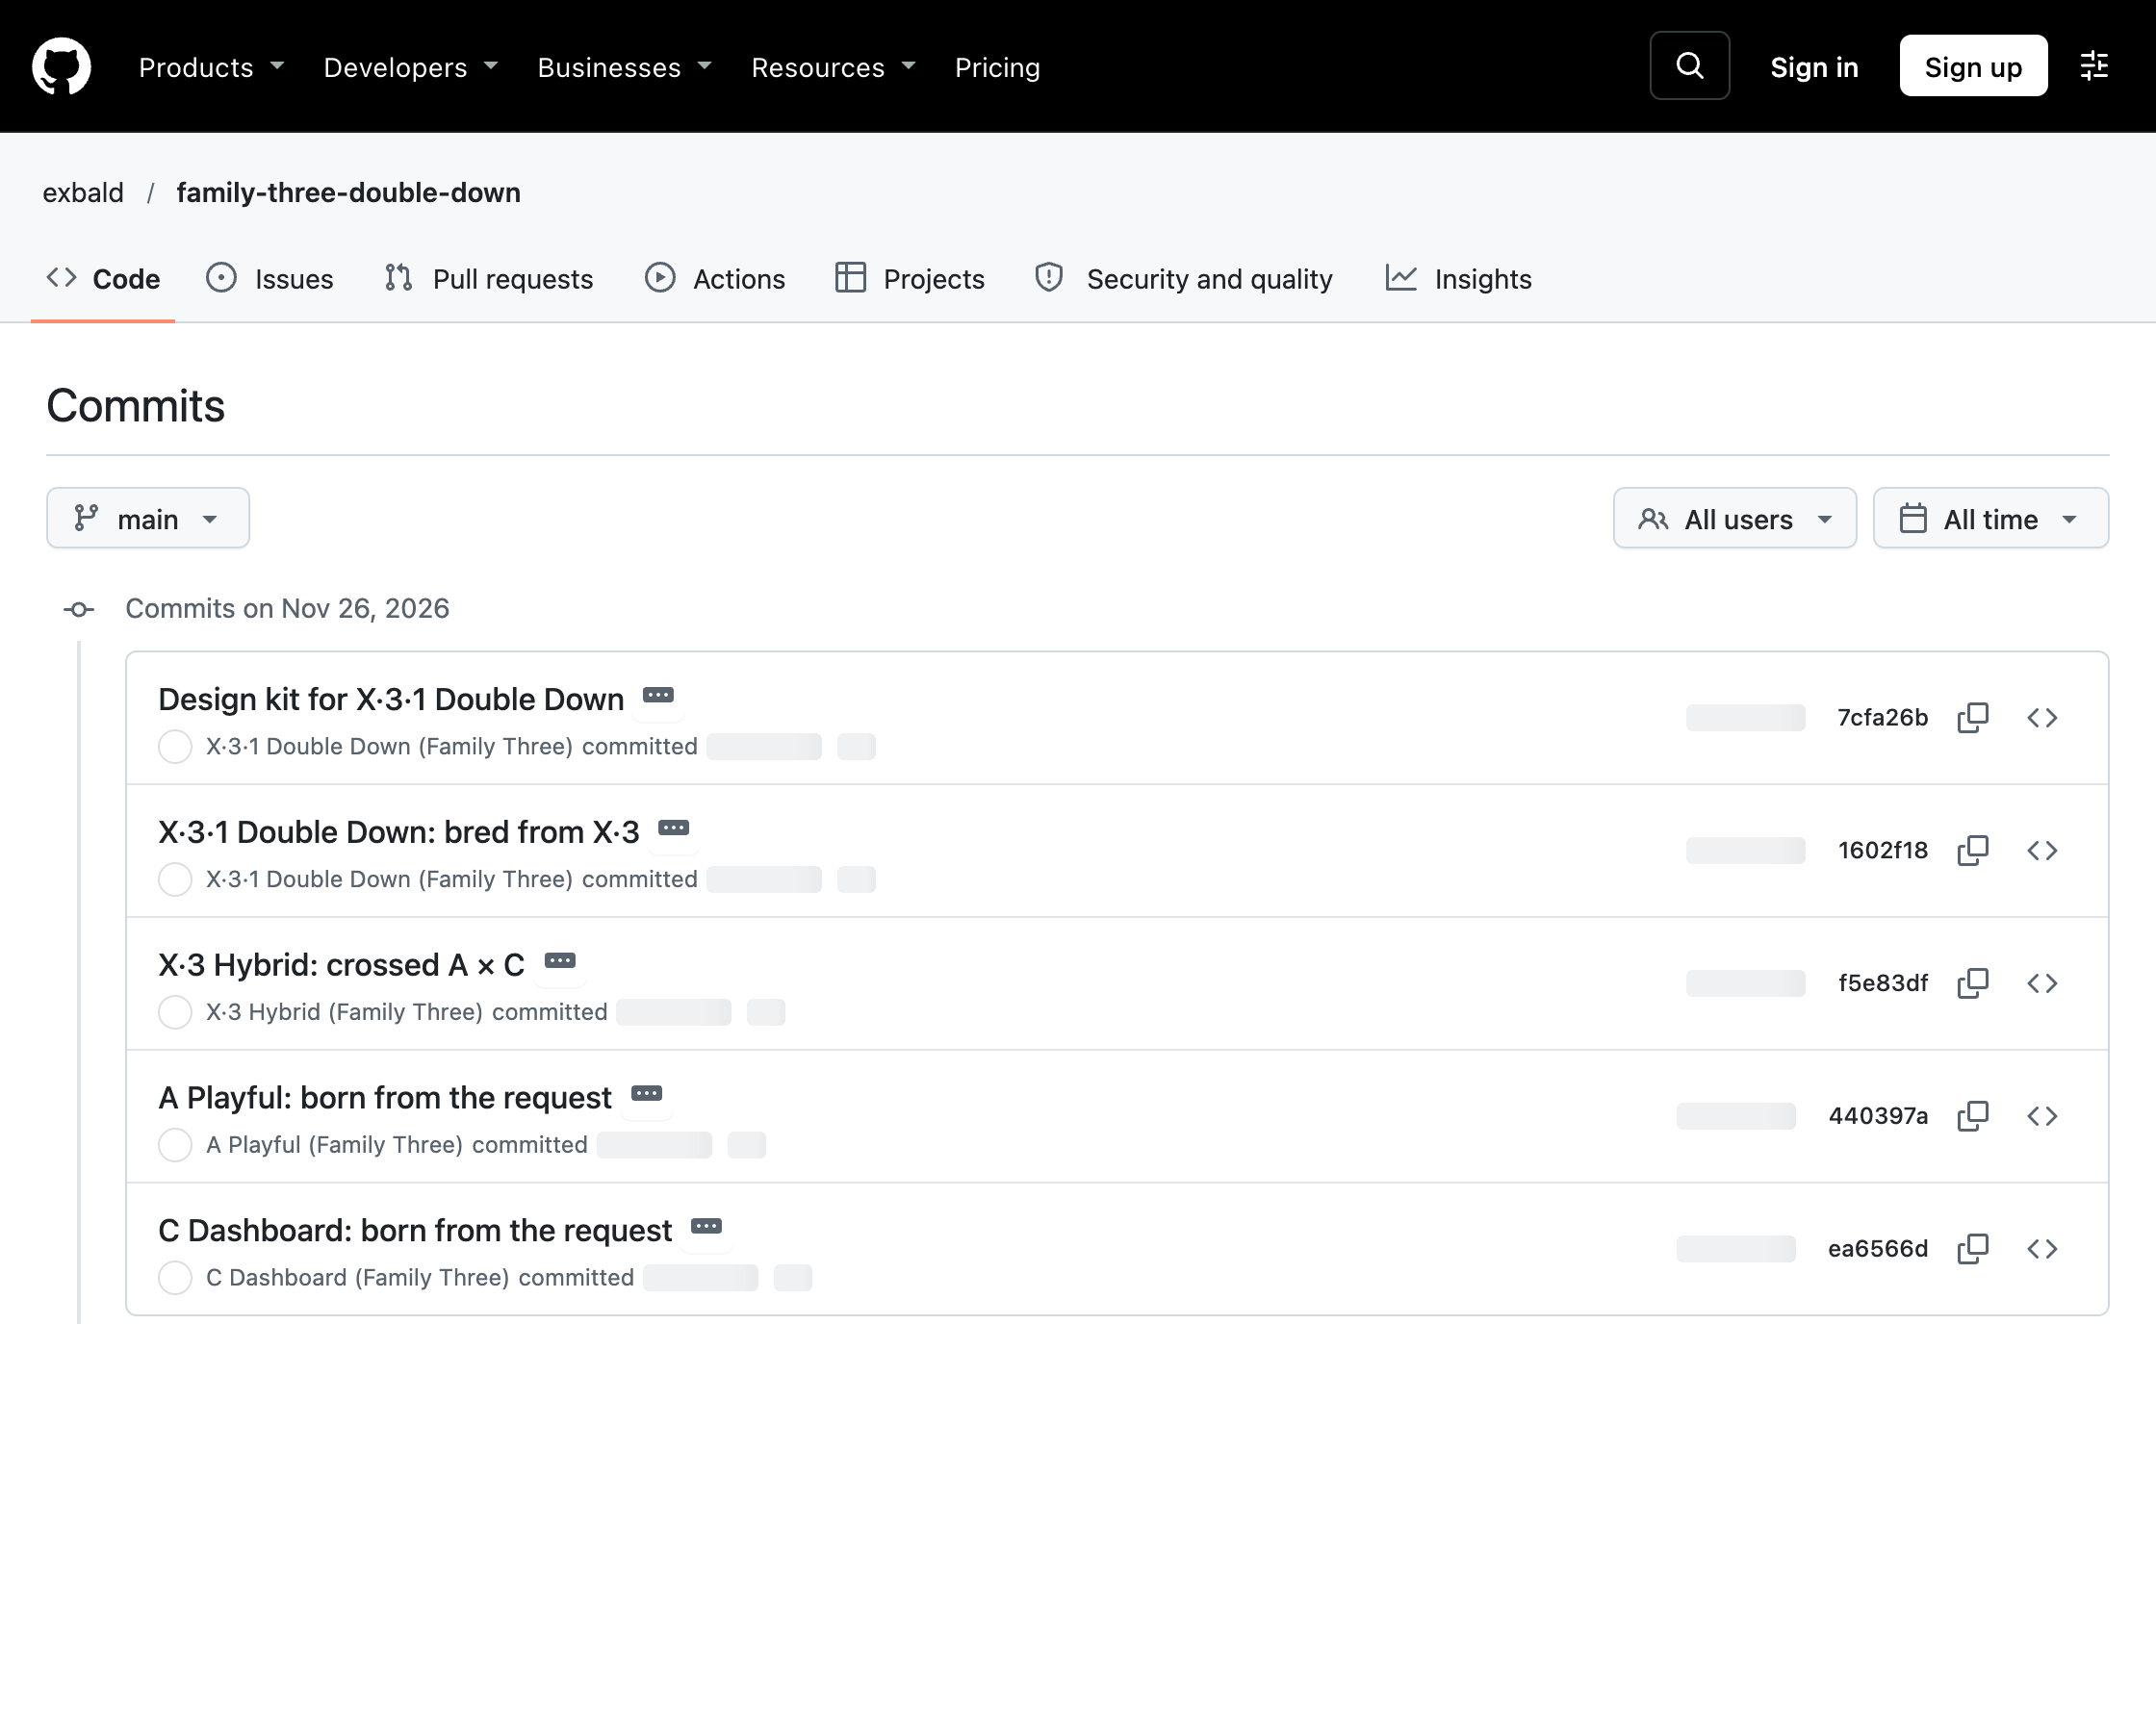 Products Developers Businesses Resources Pricing Sign in Sign up
exbald / family-three-double-down
Code Issues Pull requests Actions Projects Security and quality Insights
Commits
main All users All time
Commits on Nov 26, 2026
Design kit for X·3·1 Double Down
7cfa26b
X·3·1 Double Down (Family Three) committed
X·3·1 Double Down: bred from X·3
1602f18
X·3·1 Double Down (Family Three) committed
X·3 Hybrid: crossed A × C
f5e83df
X·3 Hybrid (Family Three) committed
A Playful: born from the request
440397a
A Playful (Family Three) committed
C Dashboard: born from the request
ea6566d
C Dashboard (Family Three) committed